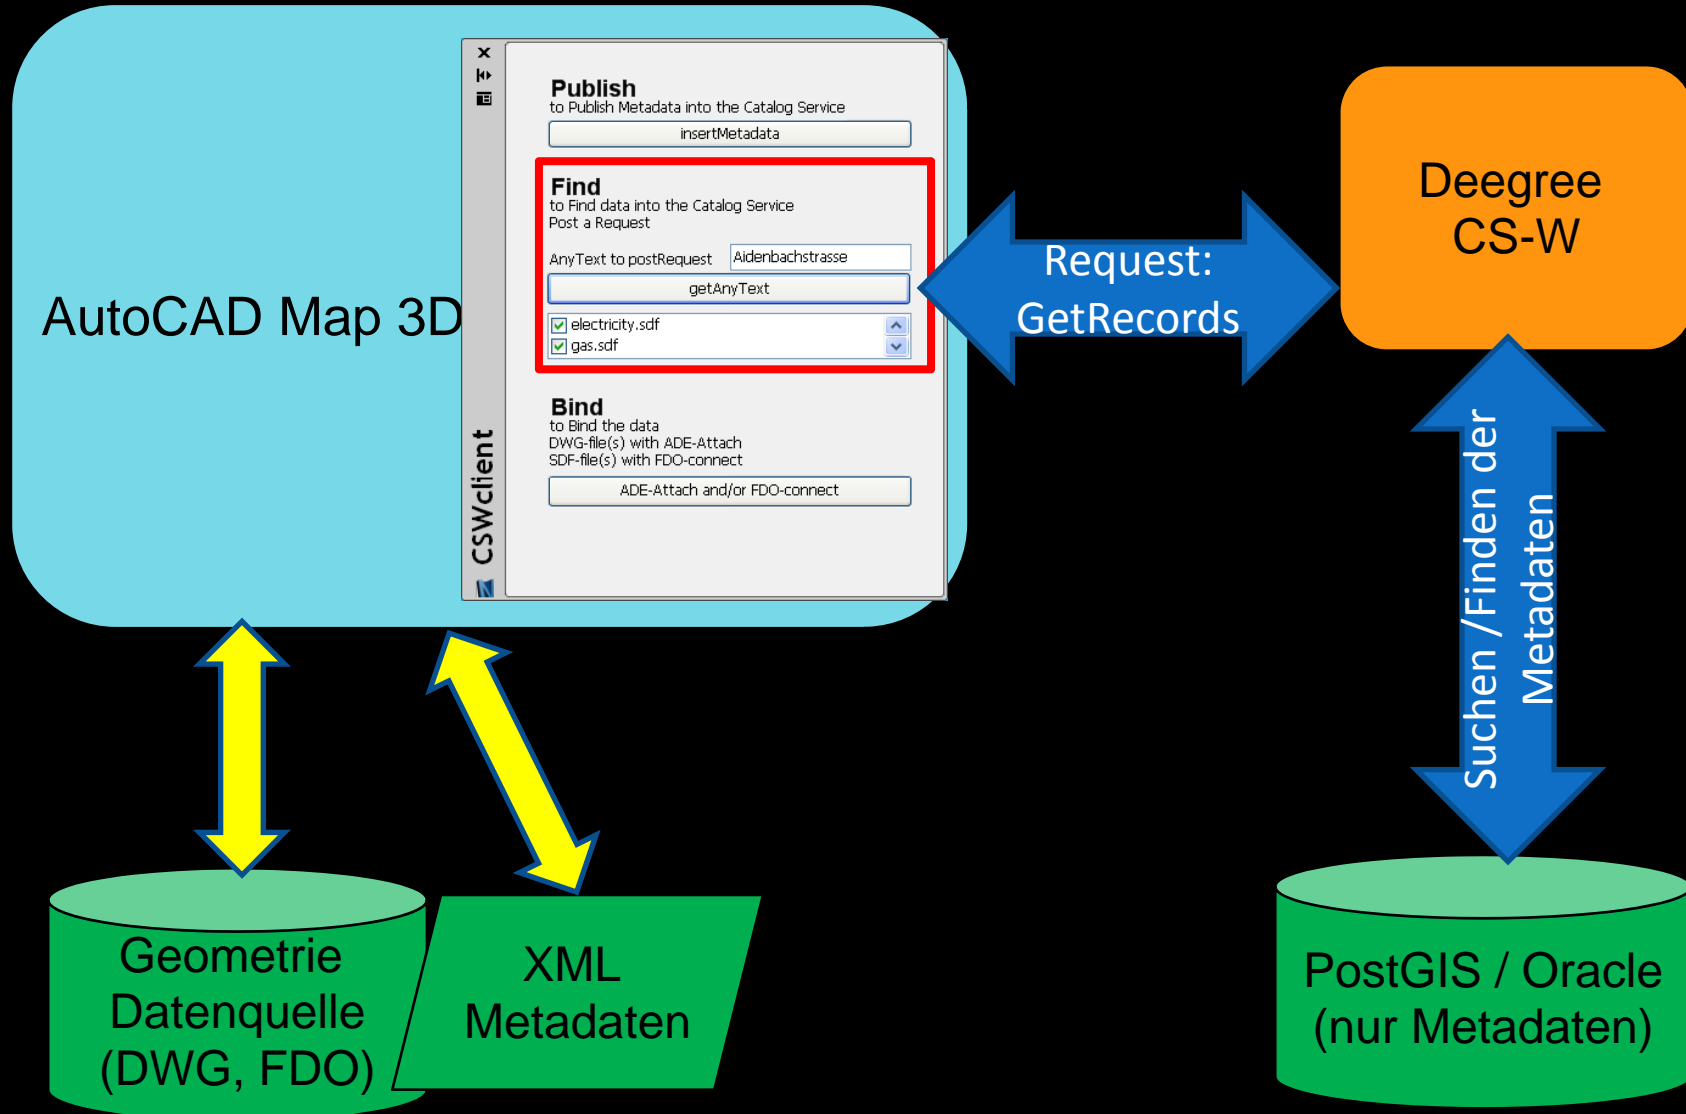 AutoCAD Map 3D
CSWclient
Publish
to Publish Metadata into the Catalog Service
insertMetadata
Find
to Find data into the Catalog Service
Post a Request
AnyText to postRequest Aidenbachstrasse
getAnyText
electricity.sdf
gas.sdf
Bind
to Bind the data
DWG-file(s) with ADE-Attach
SDF-file(s) with FDO-connect
ADE-Attach and/or FDO-connect
Request:
GetRecords
Deegree
CS-W
Suchen /Finden der
Metadaten
Geometrie
Datenquelle
(DWG, FDO)
XML
Metadaten
PostGIS / Oracle
(nur Metadaten)